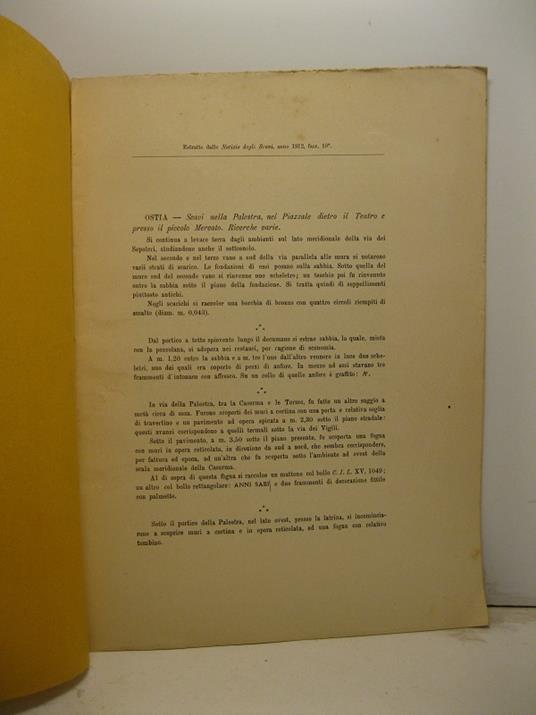 Estratto dalle Notizie degli Scavi, anno 1912, fasc. 10°.
OSTIA — Scavi nella Palestra, nel Piazzale dietro il Teatro e
presso il piccolo Mercato. Ricerche varie.
Si continua a levare terra dagli ambienti sul lato meridionale della via dei
Sepolcri, studiandone anche il sottosuolo.
Nel secondo e nel terzo vano a sud della via parallela alle mura si notarono
varii strati di scarico. Le fondazioni di essi posano sulla sabbia. Sotto quella del
muro sud del secondo vano si rinvenne uno scheletro; un teschio poi fu rinvenuto
entro la sabbia sotto il piano della fondazione. Si tratta quindi di seppellimenti
piuttosto antichi.
Negli scarichi si raccolse una borchia di bronzo con quattro circoli riempiti di
smalto (diam. m. 0,043).
Dal portico a tetto spiovente lungo il decumano si estrae sabbia, la quale, mista
con la pozzolana, si adopera nei restauri, per ragione di economia.
A m. 1,20 entro la sabbia e a m. tre l'uno dall'altro vennero in luce due sche-
letri, uno dei quali era coperto di pezzi di anfore. In mezzo ad essi stavano tre
frammenti d'intonaco con affresco. Su un collo di quelle anfore è graffito:
In via della Palestra, tra la Caserma e le Terme, fu fatto un altro saggio a
metà circa di essa. Furono scoperti dei muri a cortina con una porta e relativa soglia
di travertino e un pavimento ad opera spicata a m. 2,30 sotto il piano stradale:
questi avanzi corrispondono a quelli termali sotto la via dei Vigili.
Sotto il pavimento, a m. 3,50 sotto il piano presente, fu scoperta una fogna
con muri in opera reticolata, in direzione da sud a nord, che sembra corrispondere,
per fattura ed epoca, ad un'altra che fu scoperta sotto l'ambiente ad ovest della
scala meridionale della Caserma.
Al di sopra di questa fogna si raccolse un mattone col bollo C. I. L. XV, 1049;
un altro col bollo rettangolare: ANNI SABI e due frammenti di decorazione fittile
con palmette.
Sotto il portico della Palestra, nel lato ovest, presso la latrina, si incomincia-
rono a scoprire muri a cortina e in opera reticolata, ed una fogna con relativo
tombino.